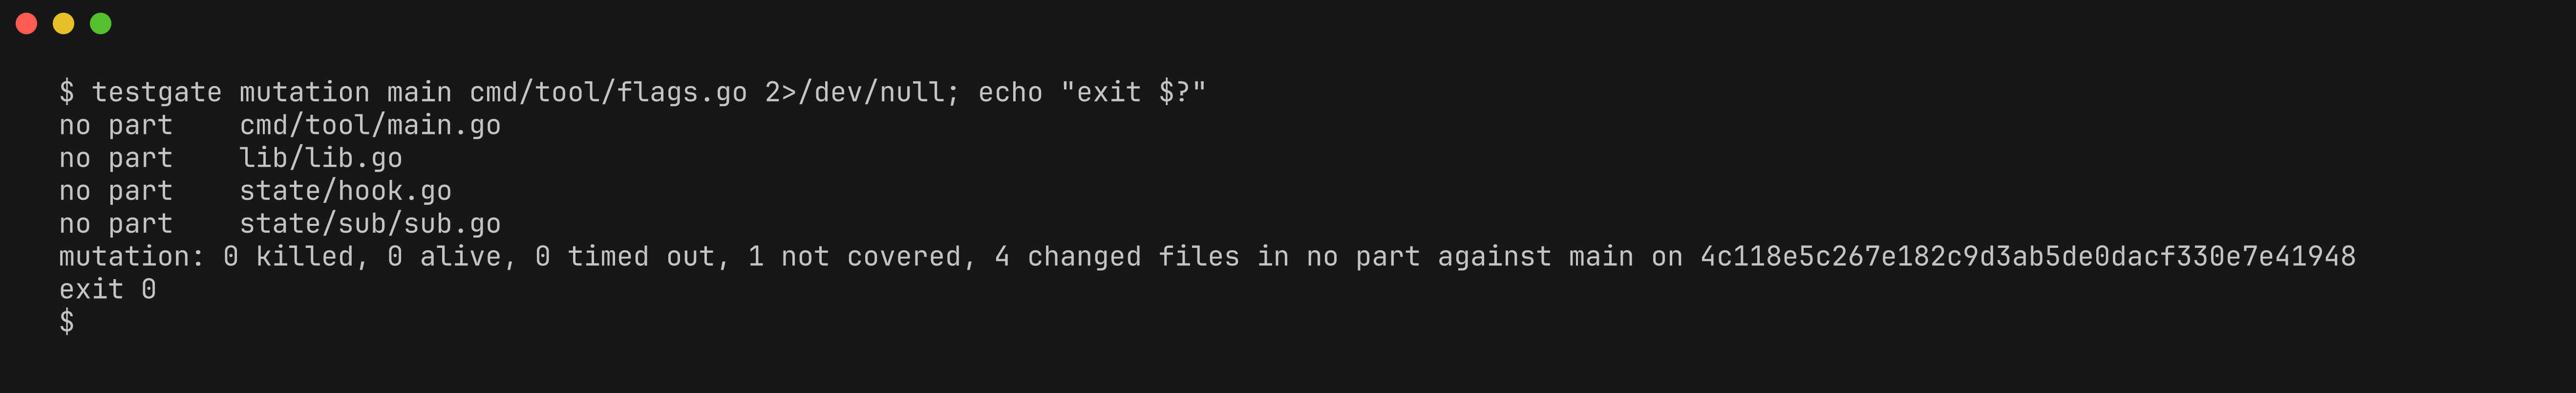 $ testgate mutation main cmd/tool/flags.go 2>/dev/null; echo "exit $?"
no part    cmd/tool/main.go
no part    lib/lib.go
no part    state/hook.go
no part    state/sub/sub.go
mutation: 0 killed, 0 alive, 0 timed out, 1 not covered, 4 changed files in no part against main on 4c118e5c267e182c9d3ab5de0dacf330e7e41948
exit 0
$